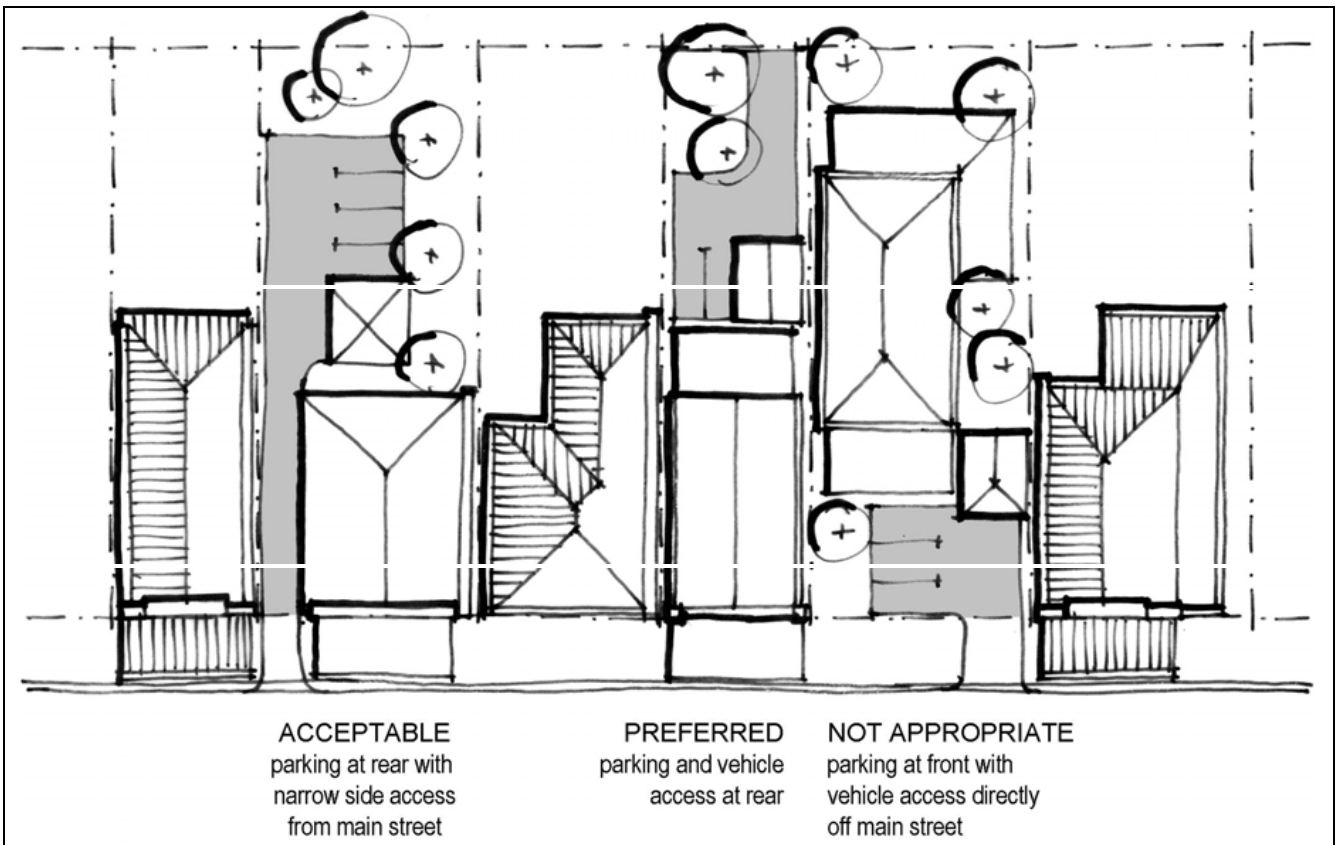 ACCEPTABLE
parking at rear with
narrow side access
from main street
PREFERRED
parking and vehicle
access at rear
NOT APPROPRIATE
parking at front with
vehicle access directly
off main street